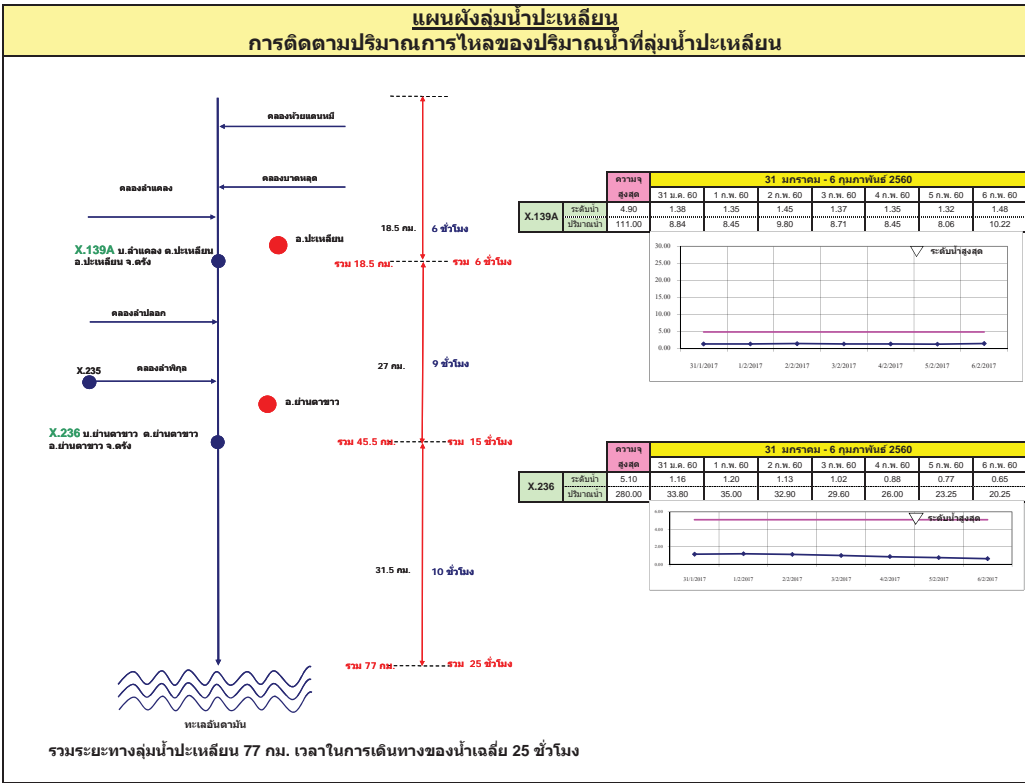 แผนผังลุ่มน้ำปะเหลียน
การติดตามปริมาณการไหลของปริมาณน้ำที่ลุ่มน้ำปะเหลียน
คลองห้วยแดนหมี
คลองบาตหลุด
คลองลำแคลง
18.5 กม. 6 ชั่วโมง
อ.ปะเหลียน
X.139A บ.ลำแคลง ต.ปะเหลียน
อ.ปะเหลียน จ.ตรัง
รวม 18.5 กม. รวม 6 ชั่วโมง
คลองลำปลอก
27 กม. 9 ชั่วโมง
X.235 คลองลำพิกุล
อ.ย่านตาขาว
X.236 บ.ย่านตาขาว ต.ย่านตาขาว
อ.ย่านตาขาว จ.ตรัง
รวม 45.5 กม. รวม 15 ชั่วโมง
31.5 กม. 10 ชั่วโมง
รวม 77 กม. รวม 25 ชั่วโมง
ทะเลอันดามัน
รวมระยะทางลุ่มน้ำปะเหลียน 77 กม. เวลาในการเดินทางของน้ำเฉลี่ย 25 ชั่วโมง
ความจุ 31 มกราคม - 6 กุมภาพันธ์ 2560
สูงสุด 31 ม.ค. 60 1 ก.พ. 60 2 ก.พ. 60 3 ก.พ. 60 4 ก.พ. 60 5 ก.พ. 60 6 ก.พ. 60
X.139A ระดับน้ำ 4.90 1.38 1.35 1.45 1.37 1.35 1.32 1.48
ปริมาณน้ำ 111.00 8.84 8.45 9.80 8.71 8.45 8.06 10.22
ระดับน้ำสูงสุด
30.00
25.00
20.00
15.00
10.00
5.00
0.00
31/1/2017 1/2/2017 2/2/2017 3/2/2017 4/2/2017 5/2/2017 6/2/2017
ความจุ 31 มกราคม - 6 กุมภาพันธ์ 2560
สูงสุด 31 ม.ค. 60 1 ก.พ. 60 2 ก.พ. 60 3 ก.พ. 60 4 ก.พ. 60 5 ก.พ. 60 6 ก.พ. 60
X.236 ระดับน้ำ 5.10 1.16 1.20 1.13 1.02 0.88 0.77 0.65
ปริมาณน้ำ 280.00 33.80 35.00 32.90 29.60 26.00 23.25 20.25
ระดับน้ำสูงสุด
6.00
4.00
2.00
0.00
31/1/2017 1/2/2017 2/2/2017 3/2/2017 4/2/2017 5/2/2017 6/2/2017